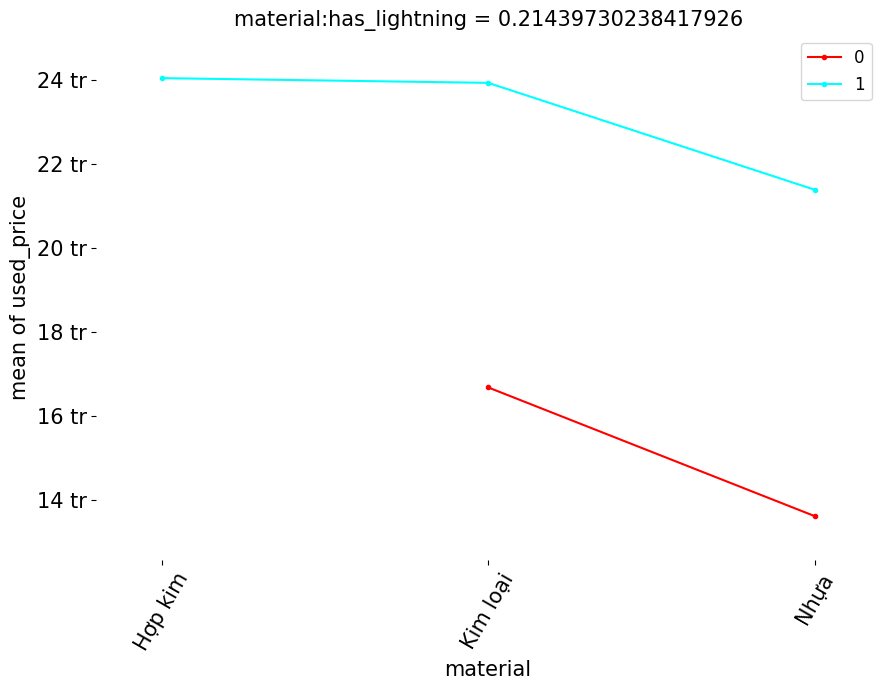 material:has_lightning = 0.21439730238417926
0
1
24 tr
22 tr
20 tr
18 tr
16 tr
14 tr
mean of used_price
Hợp kim
Kim loại
Nhựa
material